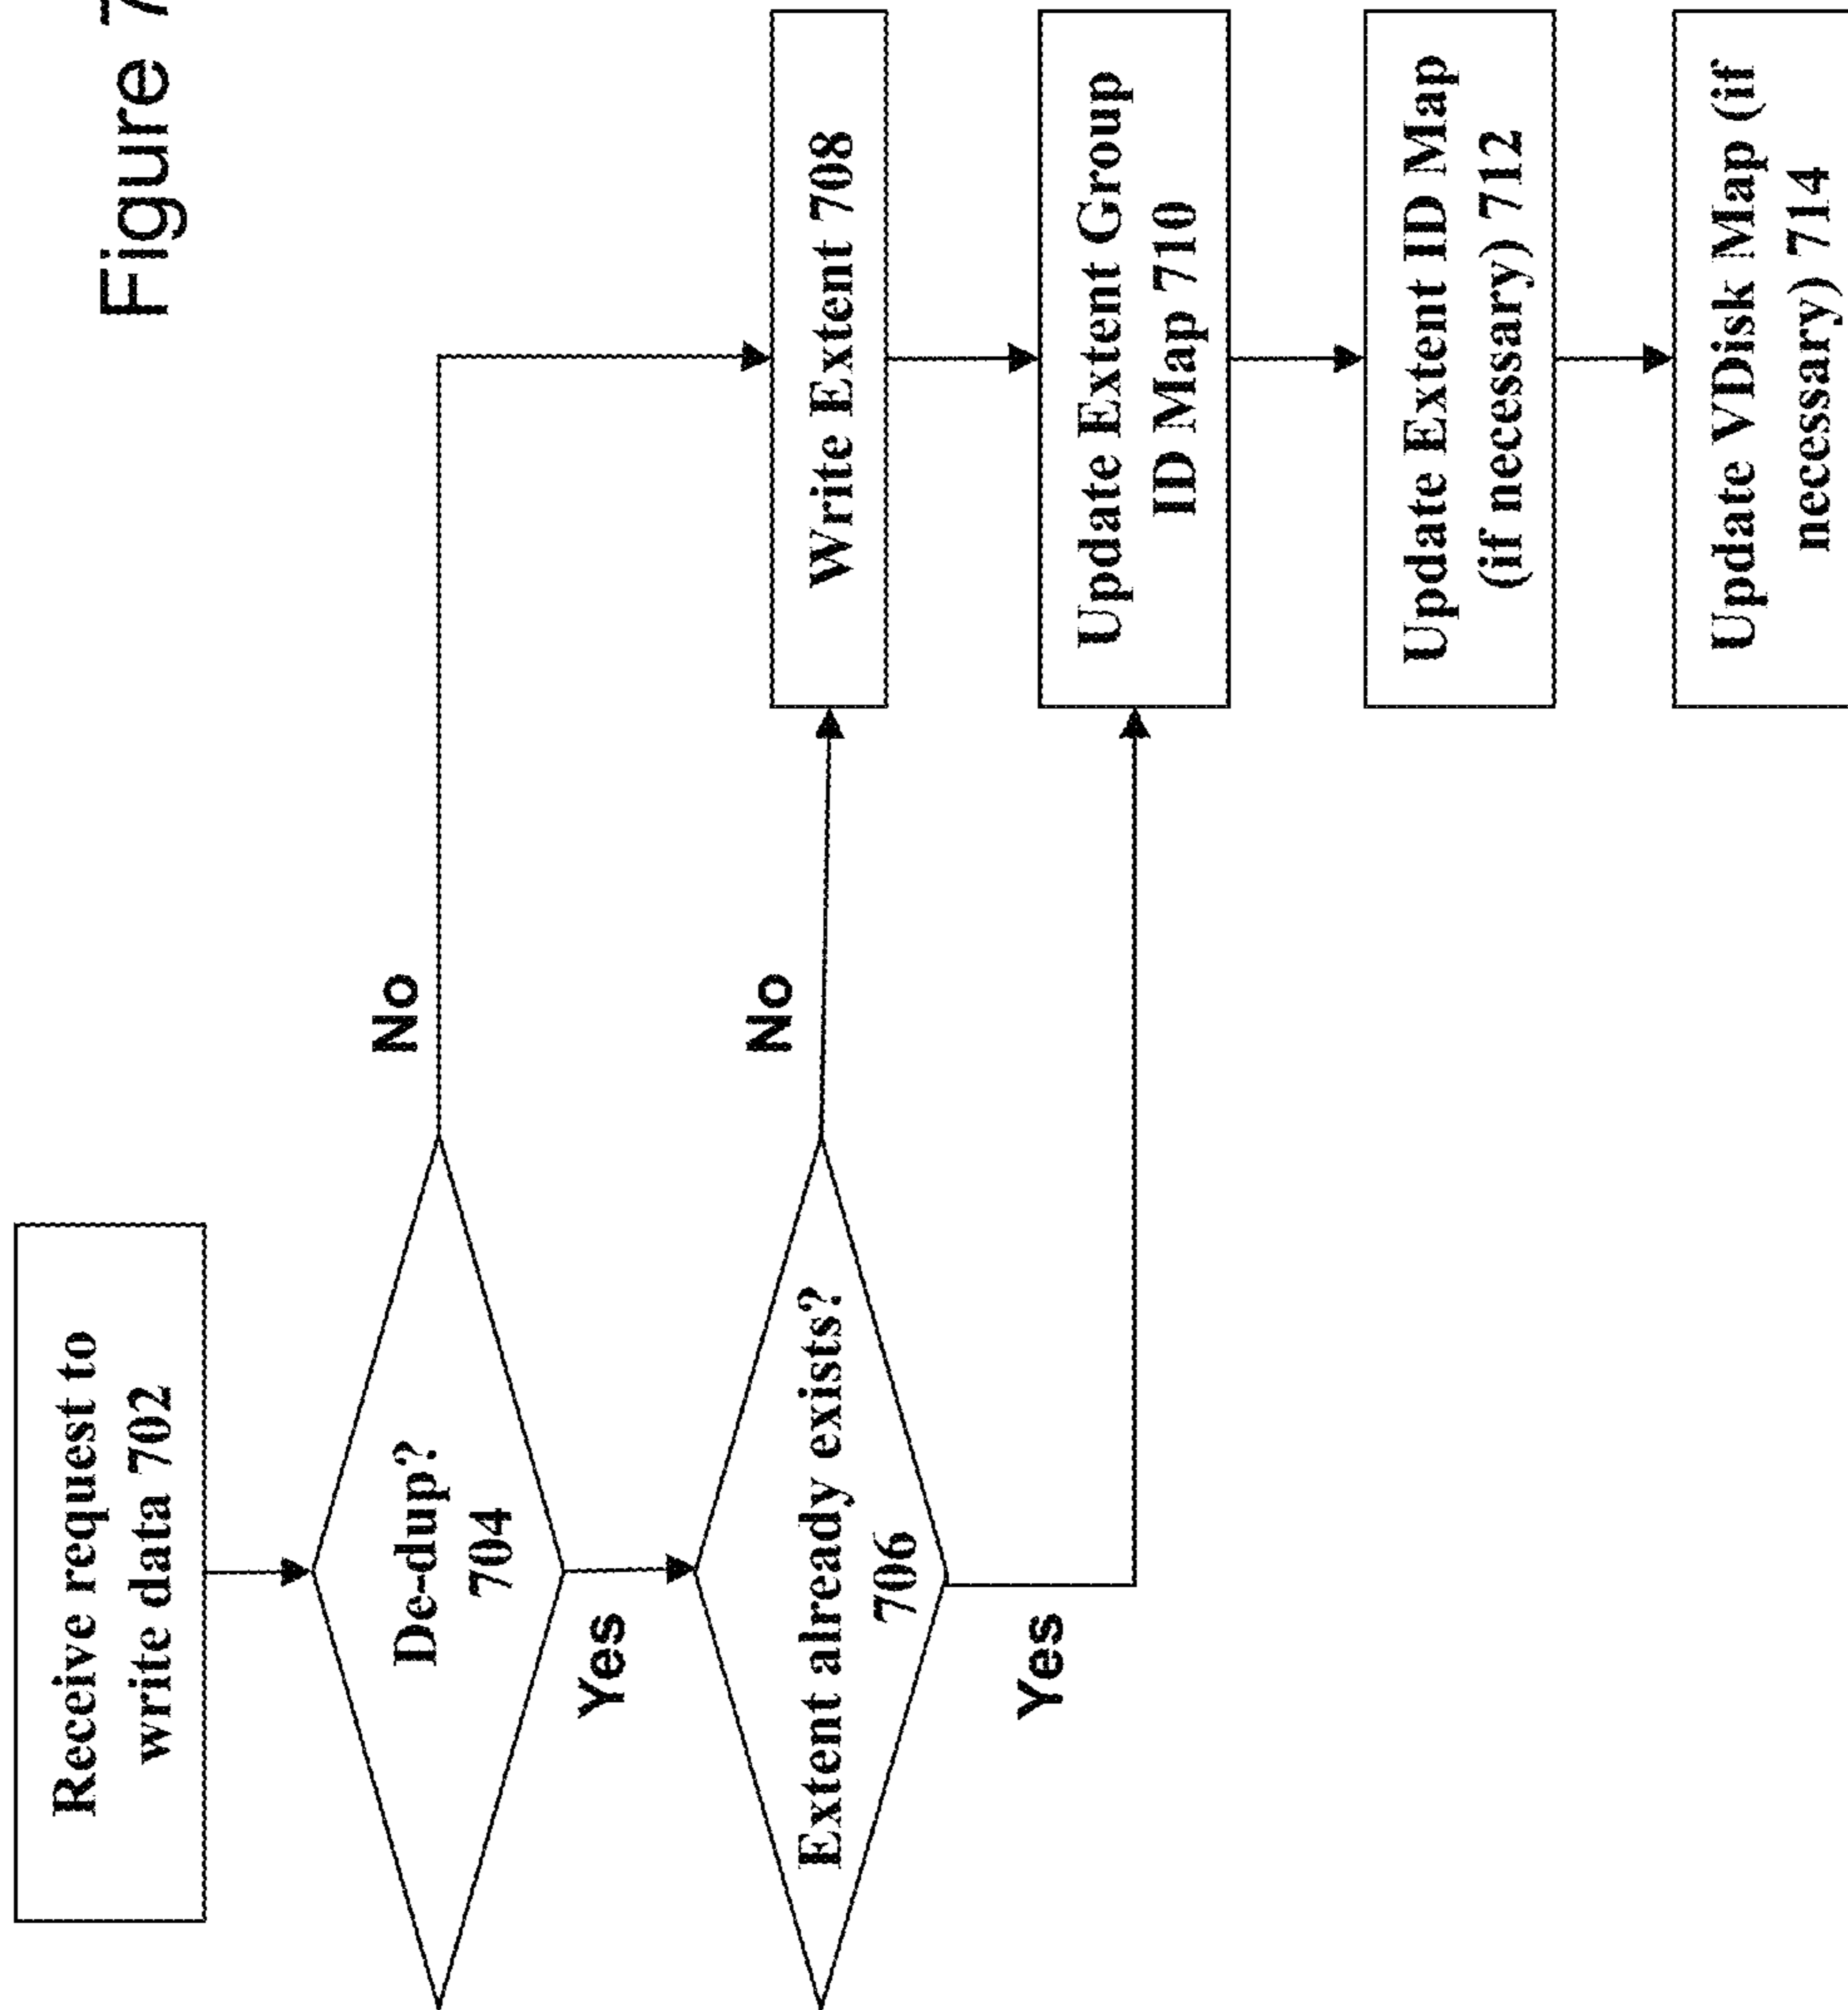 Figure 7
Receive request to
write data 702
De-dup?
704
No
Yes
Extent already exists?
706
No
Yes
Write Extent 708
Update Extent Group
ID Map 710
Update Extent ID Map
(if necessary) 712
Update VDisk Map (if
necessary) 714